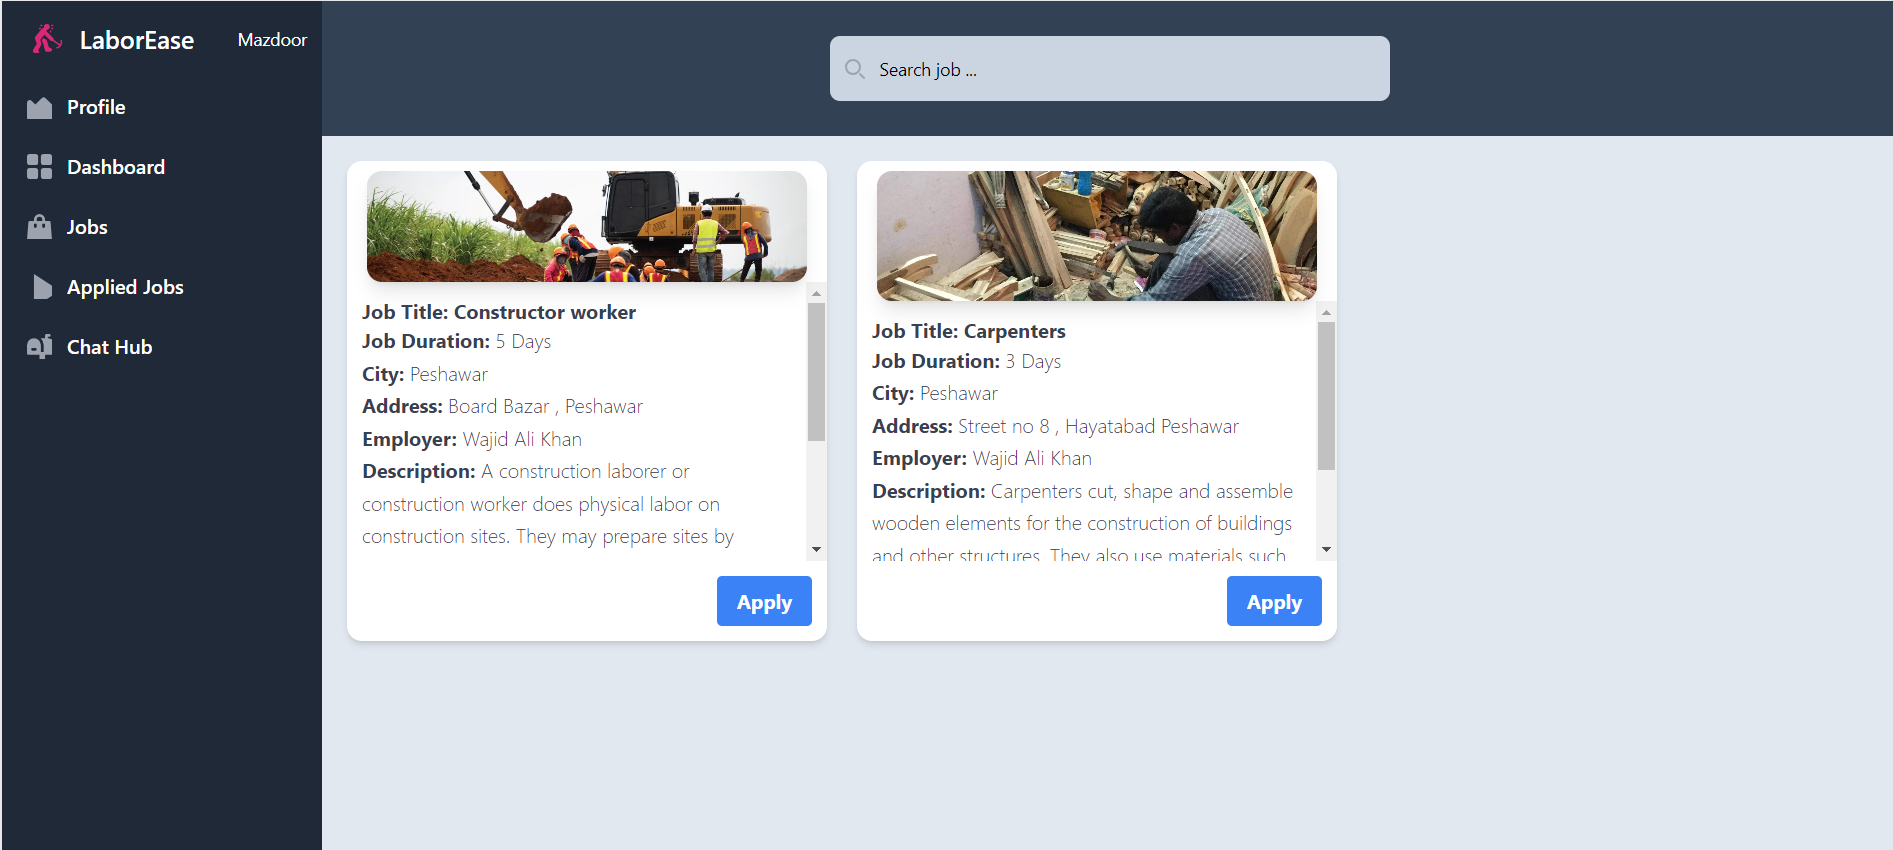 LaborEase
Mazdoor
Profile
Dashboard
Jobs
Applied Jobs
Chat Hub
Search job ...
Job Title: Constructor worker
Job Duration: 5 Days
City: Peshawar
Address: Board Bazar , Peshawar
Employer: Wajid Ali Khan
Description: A construction laborer or
construction worker does physical labor on
construction sites. They may prepare sites by
Apply
Job Title: Carpenters
Job Duration: 3 Days
City: Peshawar
Address: Street no 8 , Hayatabad Peshawar
Employer: Wajid Ali Khan
Description: Carpenters cut, shape and assemble
wooden elements for the construction of buildings
and other structures. They also use materials such
Apply